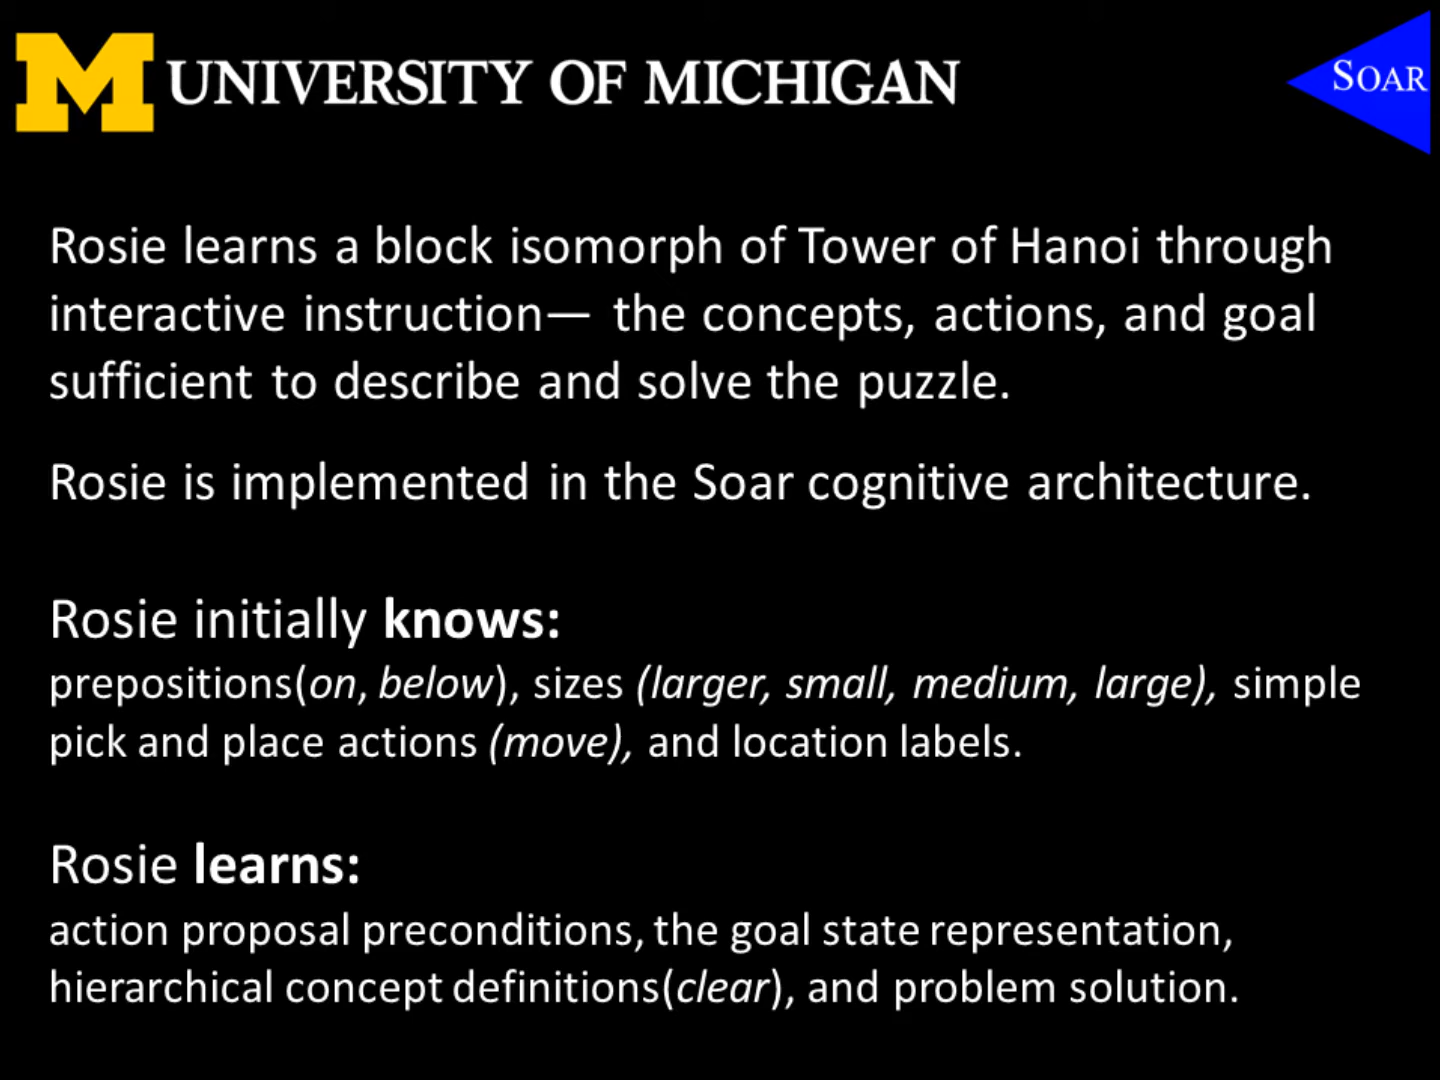 M UNIVERSITY OF MICHIGAN
SOAR
Rosie learns a block isomorph of Tower of Hanoi through
interactive instruction— the concepts, actions, and goal
sufficient to describe and solve the puzzle.
Rosie is implemented in the Soar cognitive architecture.
Rosie initially knows:
prepositions(on, below), sizes (larger, small, medium, large), simple
pick and place actions (move), and location labels.
Rosie learns:
action proposal preconditions, the goal state representation,
hierarchical concept definitions(clear), and problem solution.